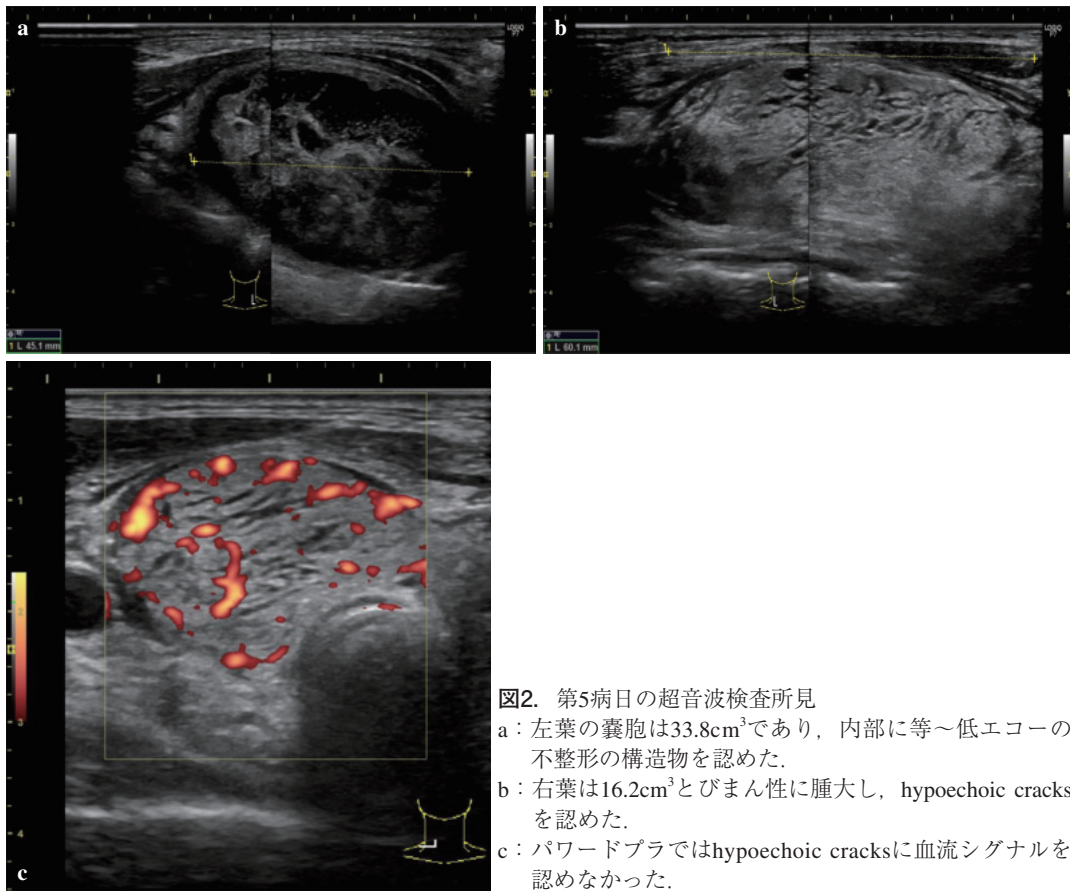 a
LOGIQ
P7
1 L 45.1 mm
b
LOGIQ
P7
1 L 60.1 mm
c
図2. 第5病日の超音波検査所見
a：左葉の嚢胞は33.8cm³であり，内部に等～低エコーの
不整形の構造物を認めた．
b：右葉は16.2cm³とびまん性に腫大し，hypoechoic cracks
を認めた．
c：パワードプラではhypoechoic cracksに血流シグナルを
認めなかった．